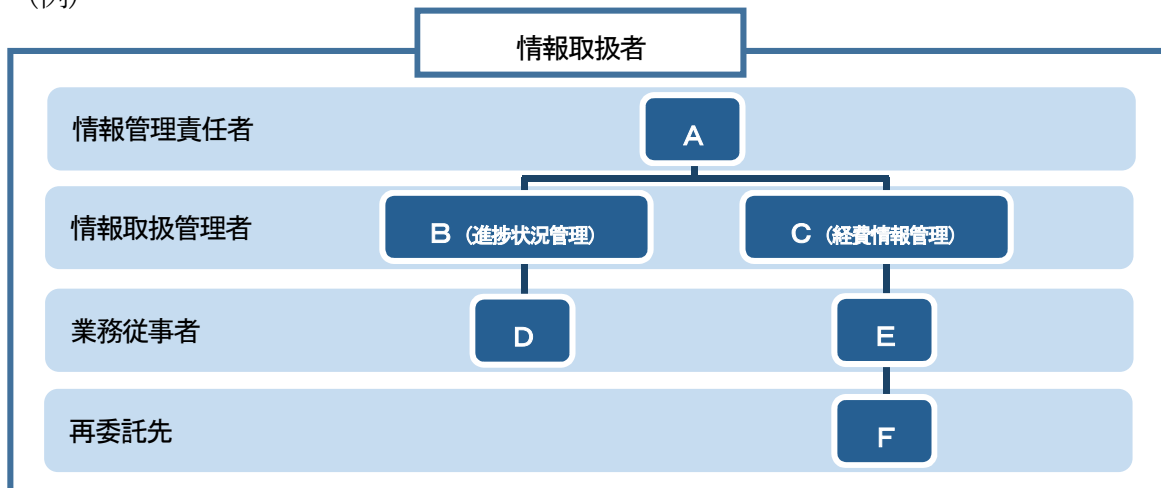 （例）
情報取扱者
情報管理責任者
Ａ
情報取扱管理者
Ｂ（進捗状況管理）
Ｃ（経費情報管理）
業務従事者
Ｄ
Ｅ
再委託先
Ｆ